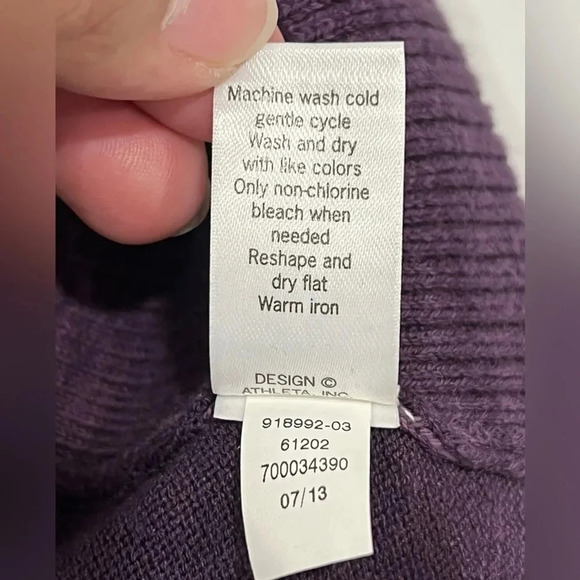 Machine wash cold
gentle cycle
Wash and dry
with like colors
Only non-chlorine
bleach when
needed
Reshape and
dry flat
Warm iron
DESIGN ©
ATHLETA, INC
918992-03
61202
700034390
07/13